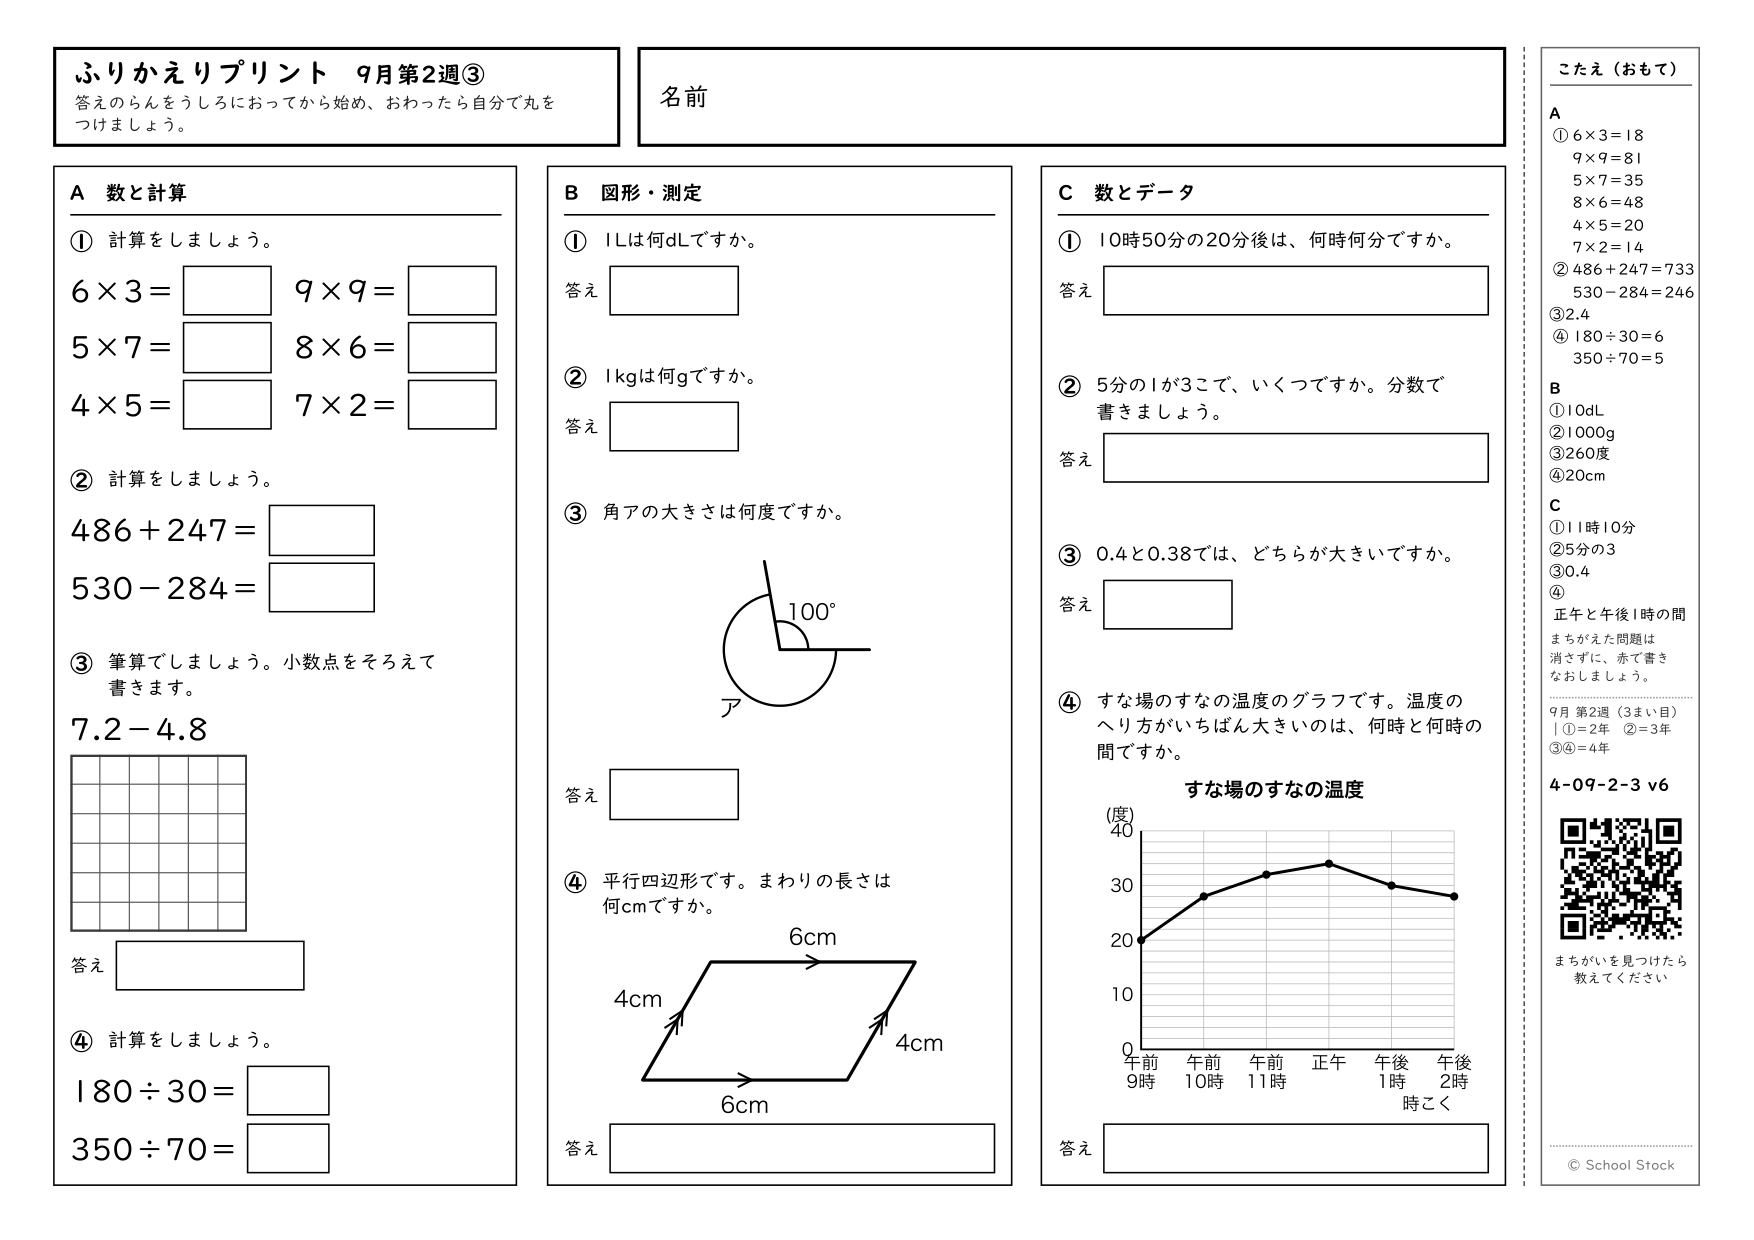 ふりかえりプリント　9月第2週③
答えのらんをうしろにおってから始め、おわったら自分で丸を
つけましょう。
名前
A　数と計算
① 計算をしましょう。
6×3＝
9×9＝
5×7＝
8×6＝
4×5＝
7×2＝
② 計算をしましょう。
486＋247＝
530－284＝
③ 筆算でしましょう。小数点をそろえて
書きます。
7.2－4.8
答え
④ 計算をしましょう。
180÷30＝
350÷70＝
B　図形・測定
① 1Lは何dLですか。
答え
② 1kgは何gですか。
答え
③ 角アの大きさは何度ですか。
100°
ア
答え
④ 平行四辺形です。まわりの長さは
何cmですか。
6cm
4cm
4cm
6cm
答え
C　数とデータ
① 10時50分の20分後は、何時何分ですか。
答え
② 5分の1が3こで、いくつですか。分数で
書きましょう。
答え
③ 0.4と0.38では、どちらが大きいですか。
答え
④ すな場のすなの温度のグラフです。温度の
へり方がいちばん大きいのは、何時と何時の
間ですか。
すな場のすなの温度
(度)
40
30
20
10
0
午前 午前 午前 正午 午後 午後
9時 10時 11時 1時 2時
時こく
答え
こたえ（おもて）
A
① 6×3＝18
9×9＝81
5×7＝35
8×6＝48
4×5＝20
7×2＝14
② 486＋247＝733
530－284＝246
③2.4
④ 180÷30＝6
350÷70＝5
B
①10dL
②1000g
③260度
④20cm
C
①11時10分
②5分の3
③0.4
④
正午と午後1時の間
まちがえた問題は
消さずに、赤で書き
なおしましょう。
9月 第2週（3まい目）
｜①＝2年　②＝3年
③④＝4年
4-09-2-3 v6
まちがいを見つけたら
教えてください
© School Stock